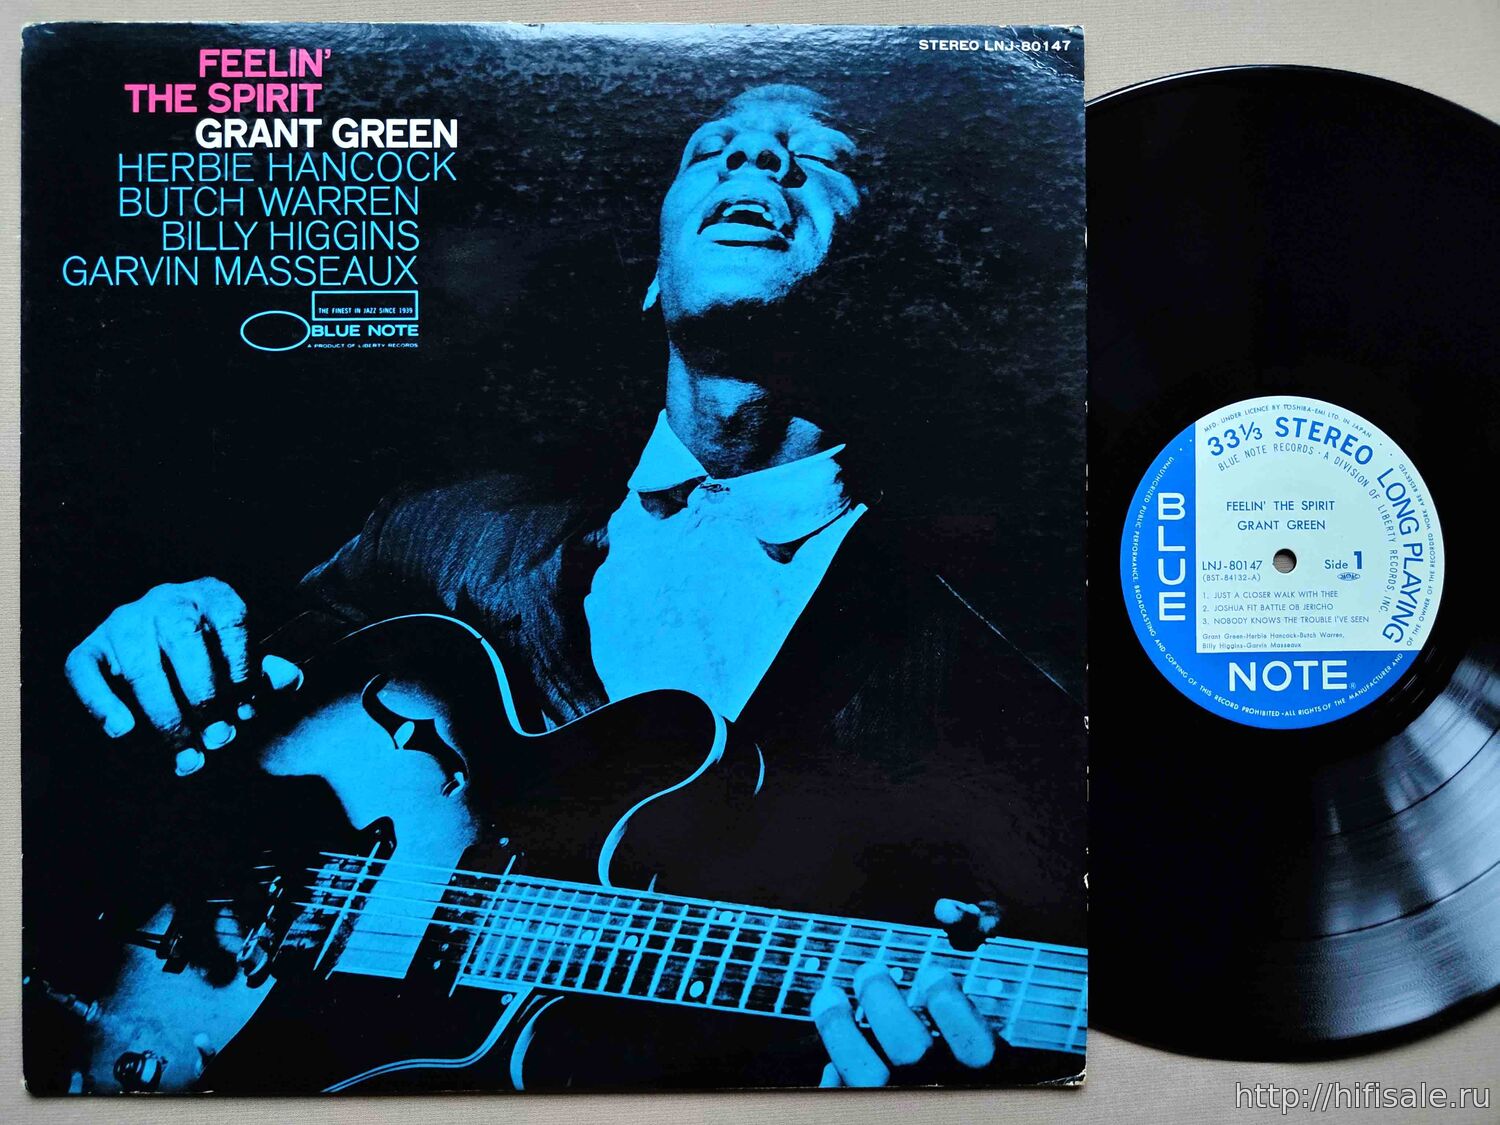 STEREO LNJ-80147
FEELIN'
THE SPIRIT
GRANT GREEN
HERBIE HANCOCK
BUTCH WARREN
BILLY HIGGINS
GARVIN MASSEAUX
THE FINEST IN JAZZ SINCE 1939
BLUE NOTE
A PRODUCT OF LIBERTY RECORDS
MFD. UNDER LICENCE BY TOSHIBA-EMI LTD. IN JAPAN
33⅓ STEREO LONG PLAYING
BLUE NOTE RECORDS · A DIVISION OF LIBERTY RECORDS, INC
FEELIN' THE SPIRIT
GRANT GREEN
LNJ-80147
(BST-84132-A)
Side 1
1. JUST A CLOSER WALK WITH THEE
2. JOSHUA FIT BATTLE OB JERICHO
3. NOBODY KNOWS THE TROUBLE I'VE SEEN
Grant Green-Herbie Hancock-Butch Warren,
Billy Higgins-Garvin Masseaux
BLUE
NOTE®
UNAUTHORIZED PUBLIC PERFORMANCE, BROADCASTING AND COPYING OF THIS RECORD PROHIBITED·ALL RIGHTS OF THE MANUFACTURER AND OF THE OWNER OF THE RECORDED WORK ARE RESERVED
http://hifisale.ru